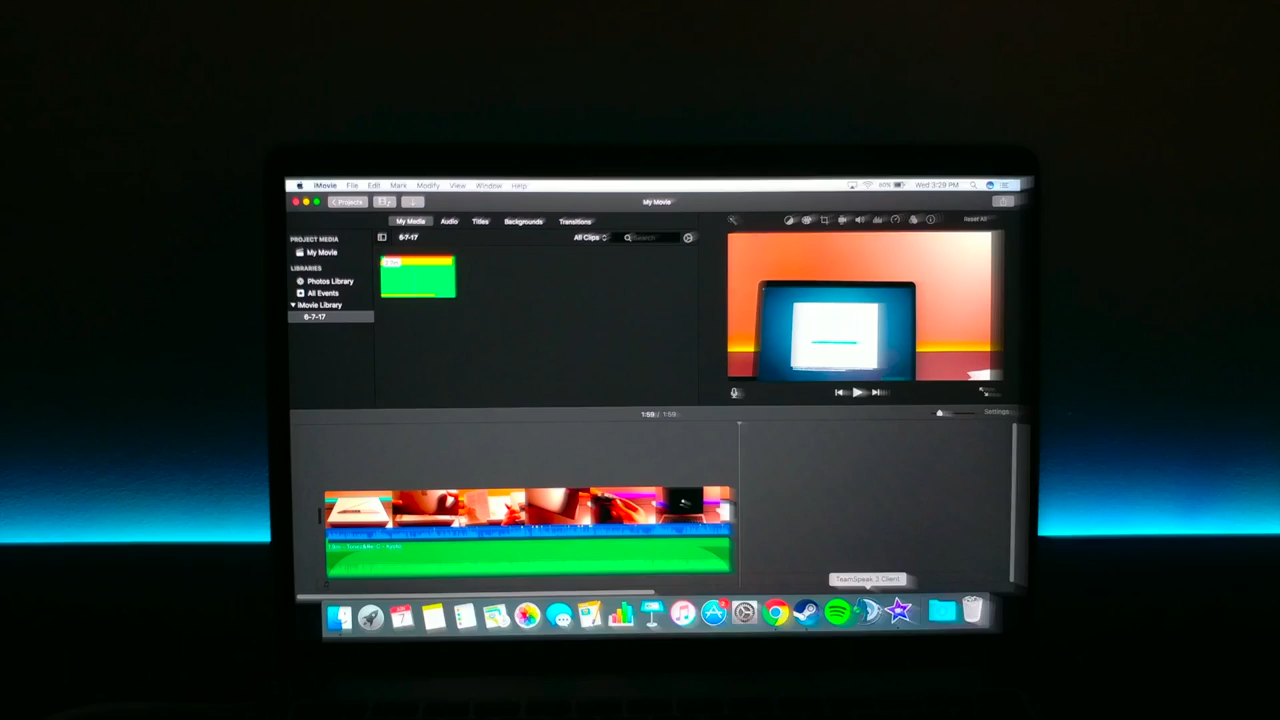 iMovie File Edit Mark Modify View Window Help 60% Wed 3:29 PM
Projects My Movie
My Media Audio Titles Backgrounds Transitions Reset All
PROJECT MEDIA 6-7-17 All Clips Search
My Movie
LIBRARIES
Photos Library
All Events
iMovie Library
6-7-17
1:59 / 1:59 Settings
TeamSpeak 3 Client
7